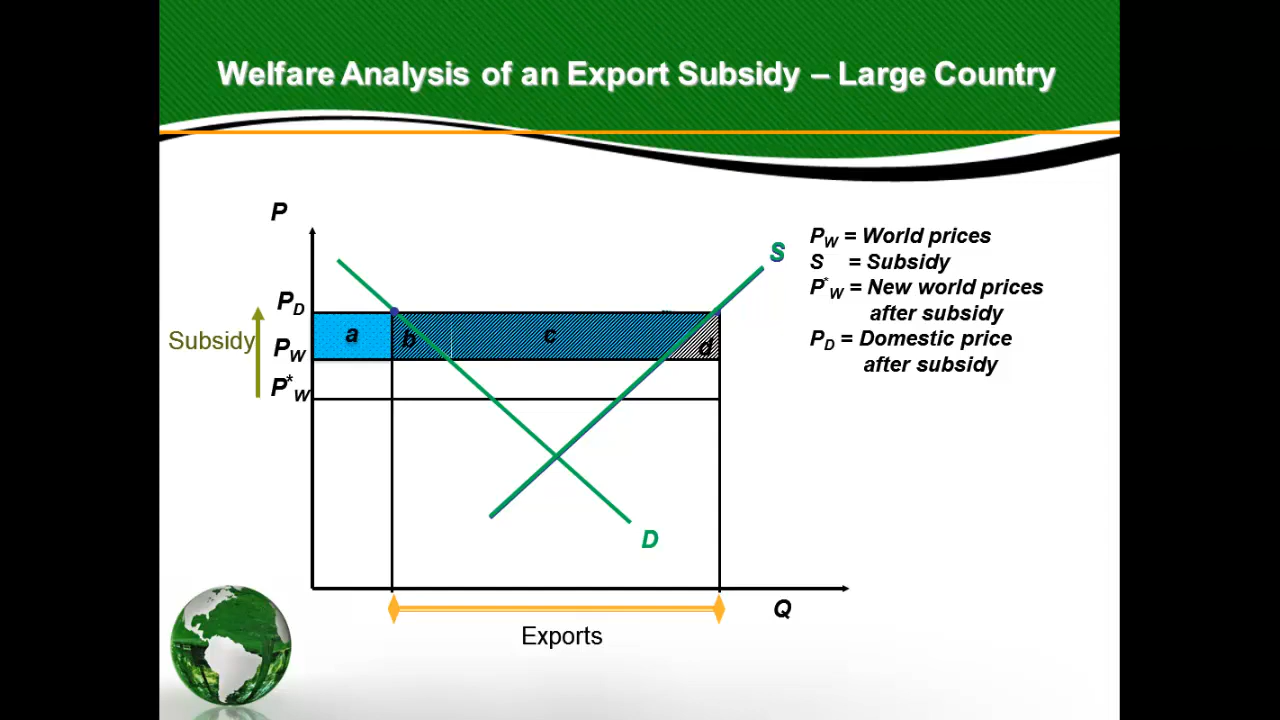 Welfare Analysis of an Export Subsidy – Large Country
P
S
P_W = World prices
S = Subsidy
P*_W = New world prices
after subsidy
P_D = Domestic price
after subsidy
P_D
Subsidy
P_W
P*_W
a
b
c
d
D
Q
Exports